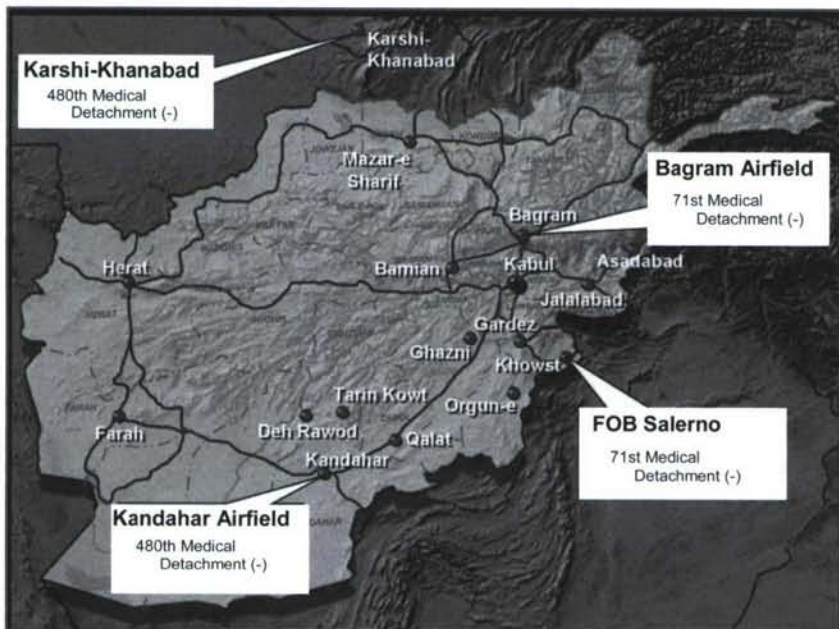 Karshi-
Khanabad
Karshi-Khanabad
480th Medical
Detachment (-)
Mazar-e
Sharif
Bagram Airfield
71st Medical
Detachment (-)
Bagram
Herat
Bamian
Kabul
Asadabad
Jalalabad
Gardez
Ghazni
Khowst
Tarin Kowt
Orgun-e
Farah
Deh Rawod
Qalat
FOB Salerno
71st Medical
Detachment (-)
Kandahar
Kandahar Airfield
480th Medical
Detachment (-)